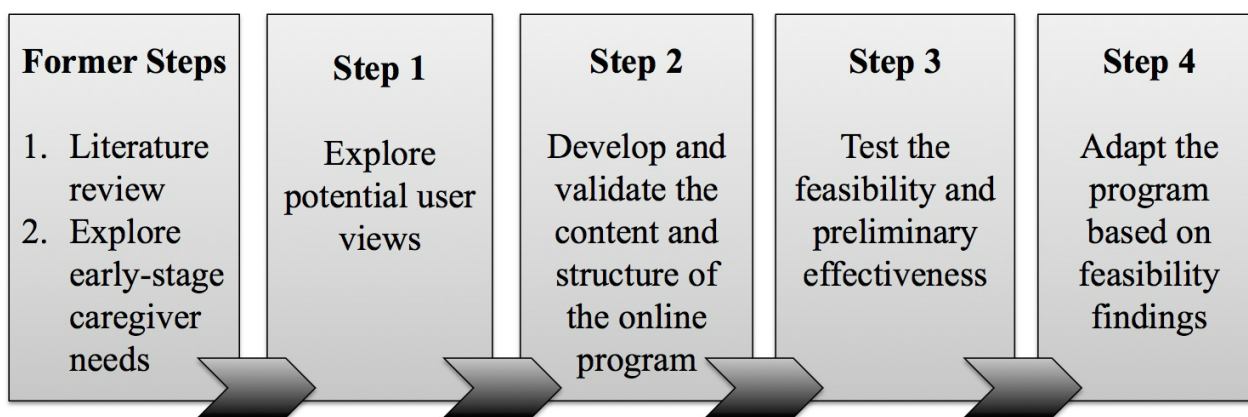 Former Steps
1. Literature
review
2. Explore
early-stage
caregiver
needs
Step 1
Explore
potential user
views
Step 2
Develop and
validate the
content and
structure of
the online
program
Step 3
Test the
feasibility and
preliminary
effectiveness
Step 4
Adapt the
program
based on
feasibility
findings